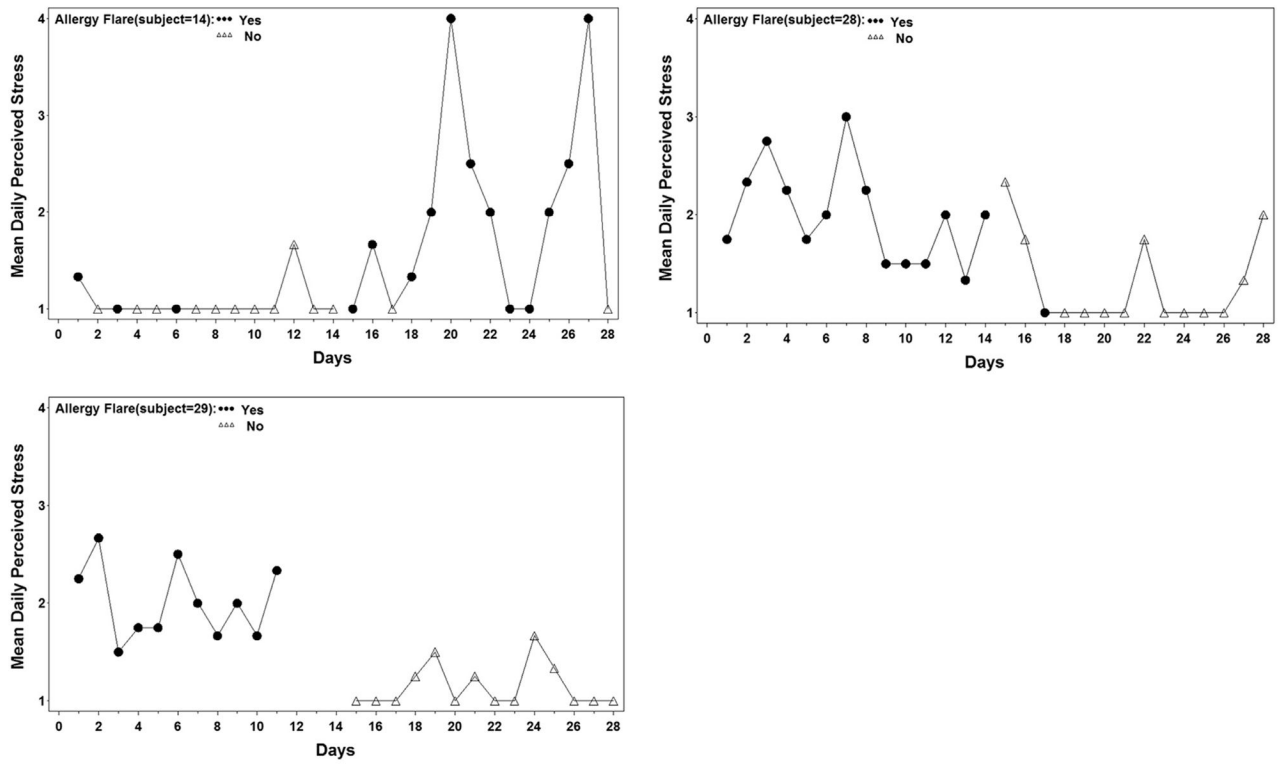 Allergy Flare(subject=14): ●●● Yes
△△△ No
Mean Daily Perceived Stress
4
3
2
1
0 2 4 6 8 10 12 14 16 18 20 22 24 26 28
Days
Allergy Flare(subject=28): ●●● Yes
△△△ No
Mean Daily Perceived Stress
4
3
2
1
0 2 4 6 8 10 12 14 16 18 20 22 24 26 28
Days
Allergy Flare(subject=29): ●●● Yes
△△△ No
Mean Daily Perceived Stress
4
3
2
1
0 2 4 6 8 10 12 14 16 18 20 22 24 26 28
Days